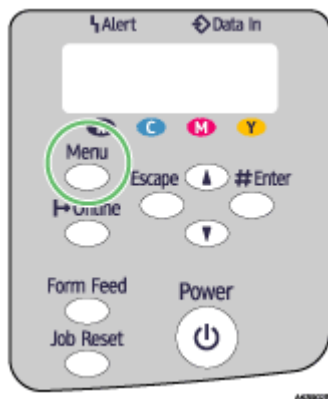 Alert Data In
C M Y
Menu
Escape #Enter
Online
Form Feed Power
Job Reset